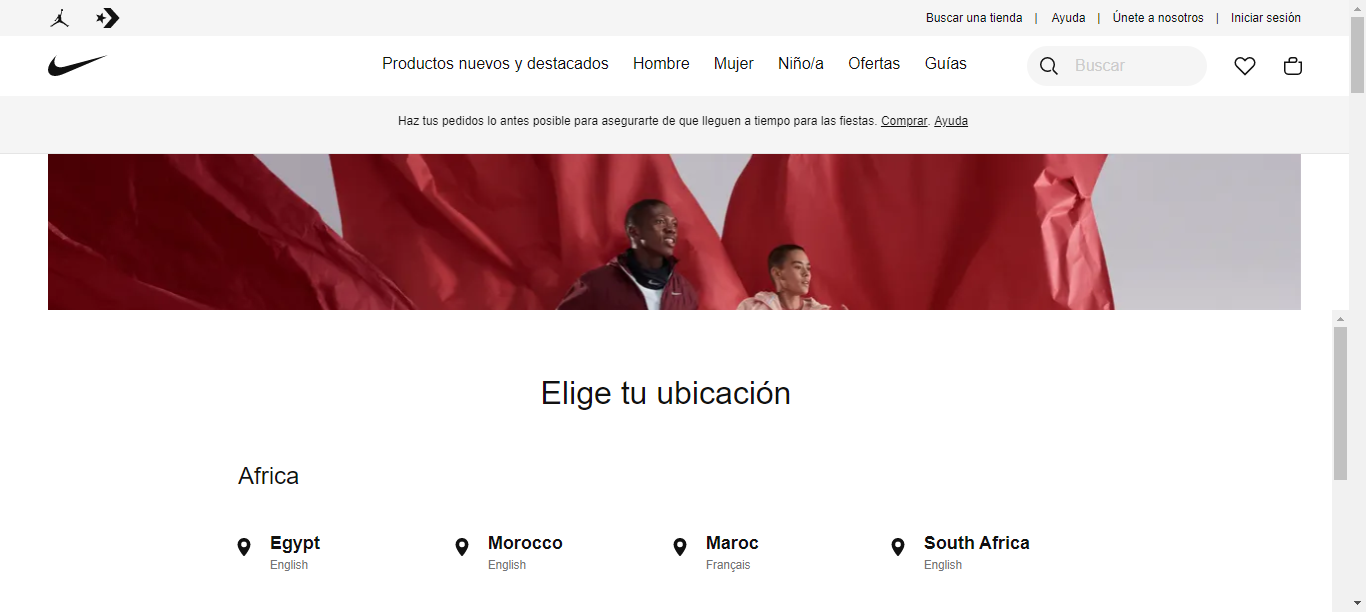 Buscar una tienda | Ayuda | Únete a nosotros | Iniciar sesión
Productos nuevos y destacados Hombre Mujer Niño/a Ofertas Guías Buscar
Haz tus pedidos lo antes posible para asegurarte de que lleguen a tiempo para las fiestas. Comprar. Ayuda
Elige tu ubicación
Africa
Egypt Morocco Maroc South Africa
English English Français English